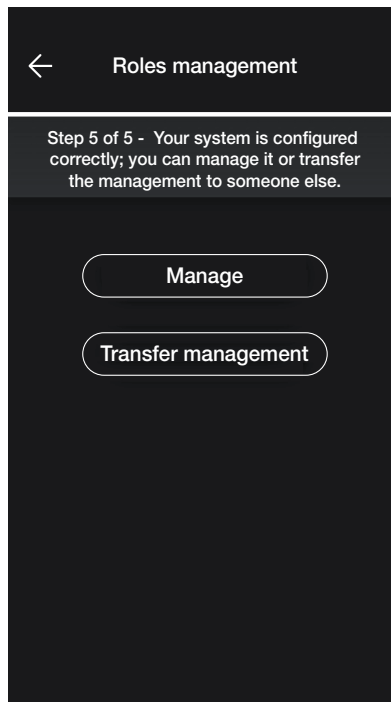 Roles management
Step 5 of 5 - Your system is configured
correctly; you can manage it or transfer
the management to someone else.
Manage
Transfer management